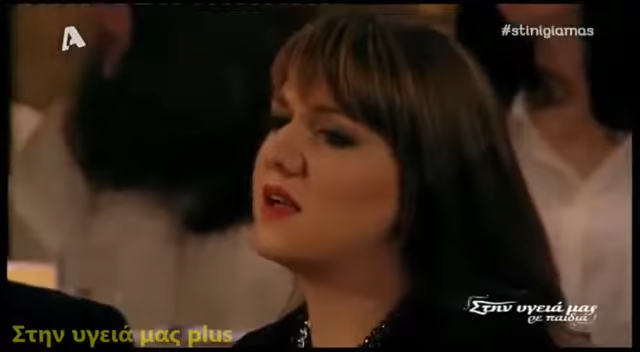 #stinigiamas
Στην υγειά μας
ρε παιδιά!
Στην υγειά μας plus